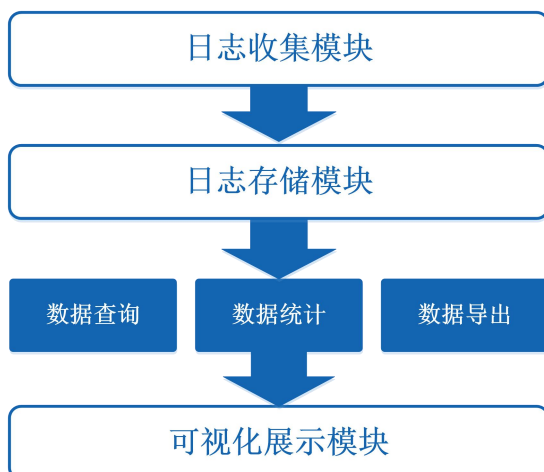 日志收集模块
日志存储模块
数据查询 数据统计 数据导出
可视化展示模块